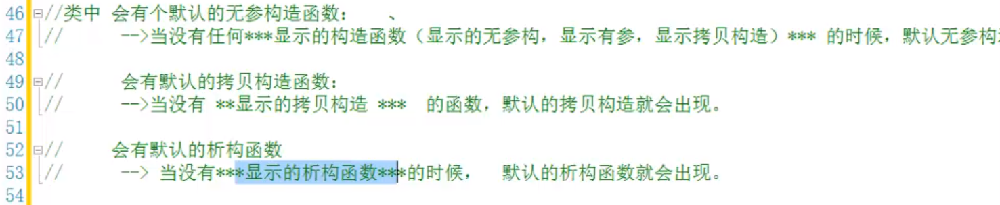 46 //类中 会有个默认的无参构造函数： 、
47 // -->当没有任何***显示的构造函数（显示的无参构，显示有参，显示拷贝构造）*** 的时候，默认无参构
48
49 // 会有默认的拷贝构造函数：
50 // -->当没有 **显示的拷贝构造 *** 的函数，默认的拷贝构造就会出现。
51
52 // 会有默认的析构函数
53 // --> 当没有***显示的析构函数***的时候， 默认的析构函数就会出现。
54